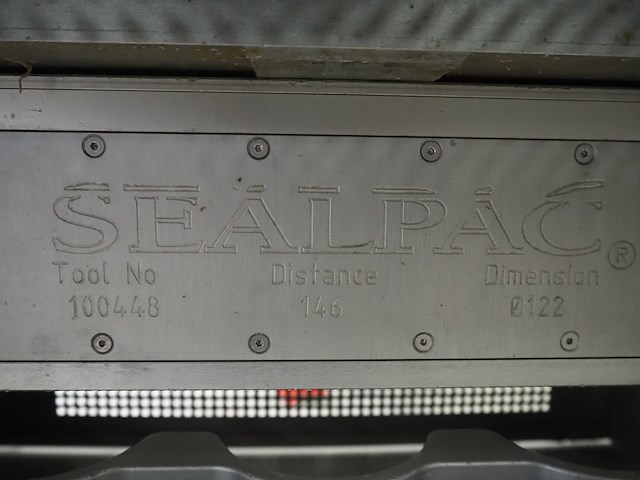 SEALPAC®
Tool No Distance Dimension
100448 146 Ø122